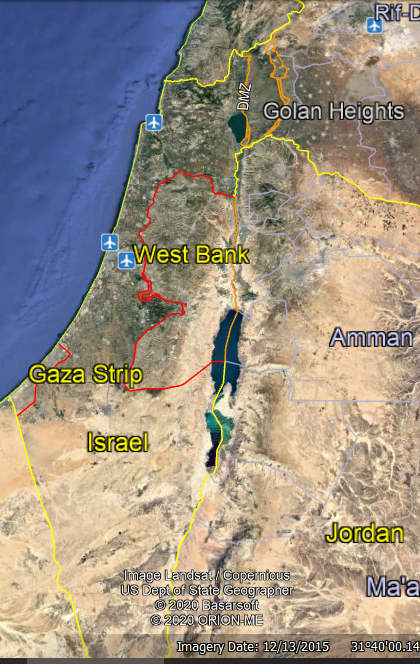 Rif-D
DMZ
Golan Heights
West Bank
Amman
Gaza Strip
Israel
Jordan
Ma'a
Image Landsat / Copernicus
US Dept of State Geographer
© 2020 Basarsoft
© 2020 ORION-ME
Imagery Date: 12/13/2015 31°40'00.14